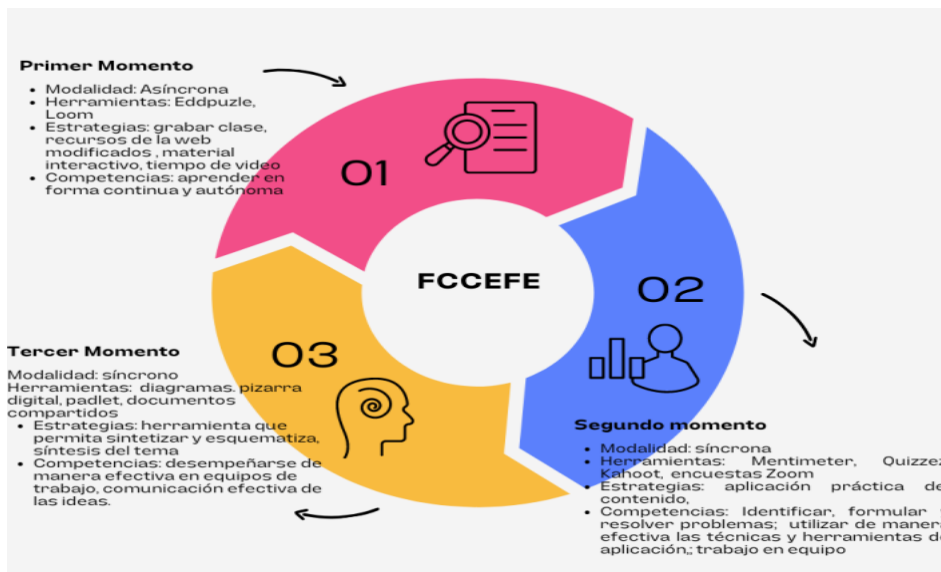 Primer Momento
Modalidad: Asíncrona
Herramientas: Eddpuzle,
Loom
Estrategias: grabar clase,
recursos de la web
modificados , material
interactivo, tiempo de video
Competencias: aprender en
forma continua y autónoma
01
FCCEFE
02
03
Tercer Momento
Modalidad: síncrono
Herramientas: diagramas. pizarra
digital, padlet, documentos
compartidos
Estrategias: herramienta que
permita sintetizar y esquematiza,
síntesis del tema
Competencias: desempeñarse de
manera efectiva en equipos de
trabajo, comunicación efectiva de
las ideas.
Segundo momento
Modalidad: síncrona
Herramientas: Mentimeter, Quizzez
Kahoot, encuestas Zoom
Estrategias: aplicación práctica de
contenido,
Competencias: Identificar, formular
resolver problemas; utilizar de manera
efectiva las técnicas y herramientas de
aplicación,; trabajo en equipo